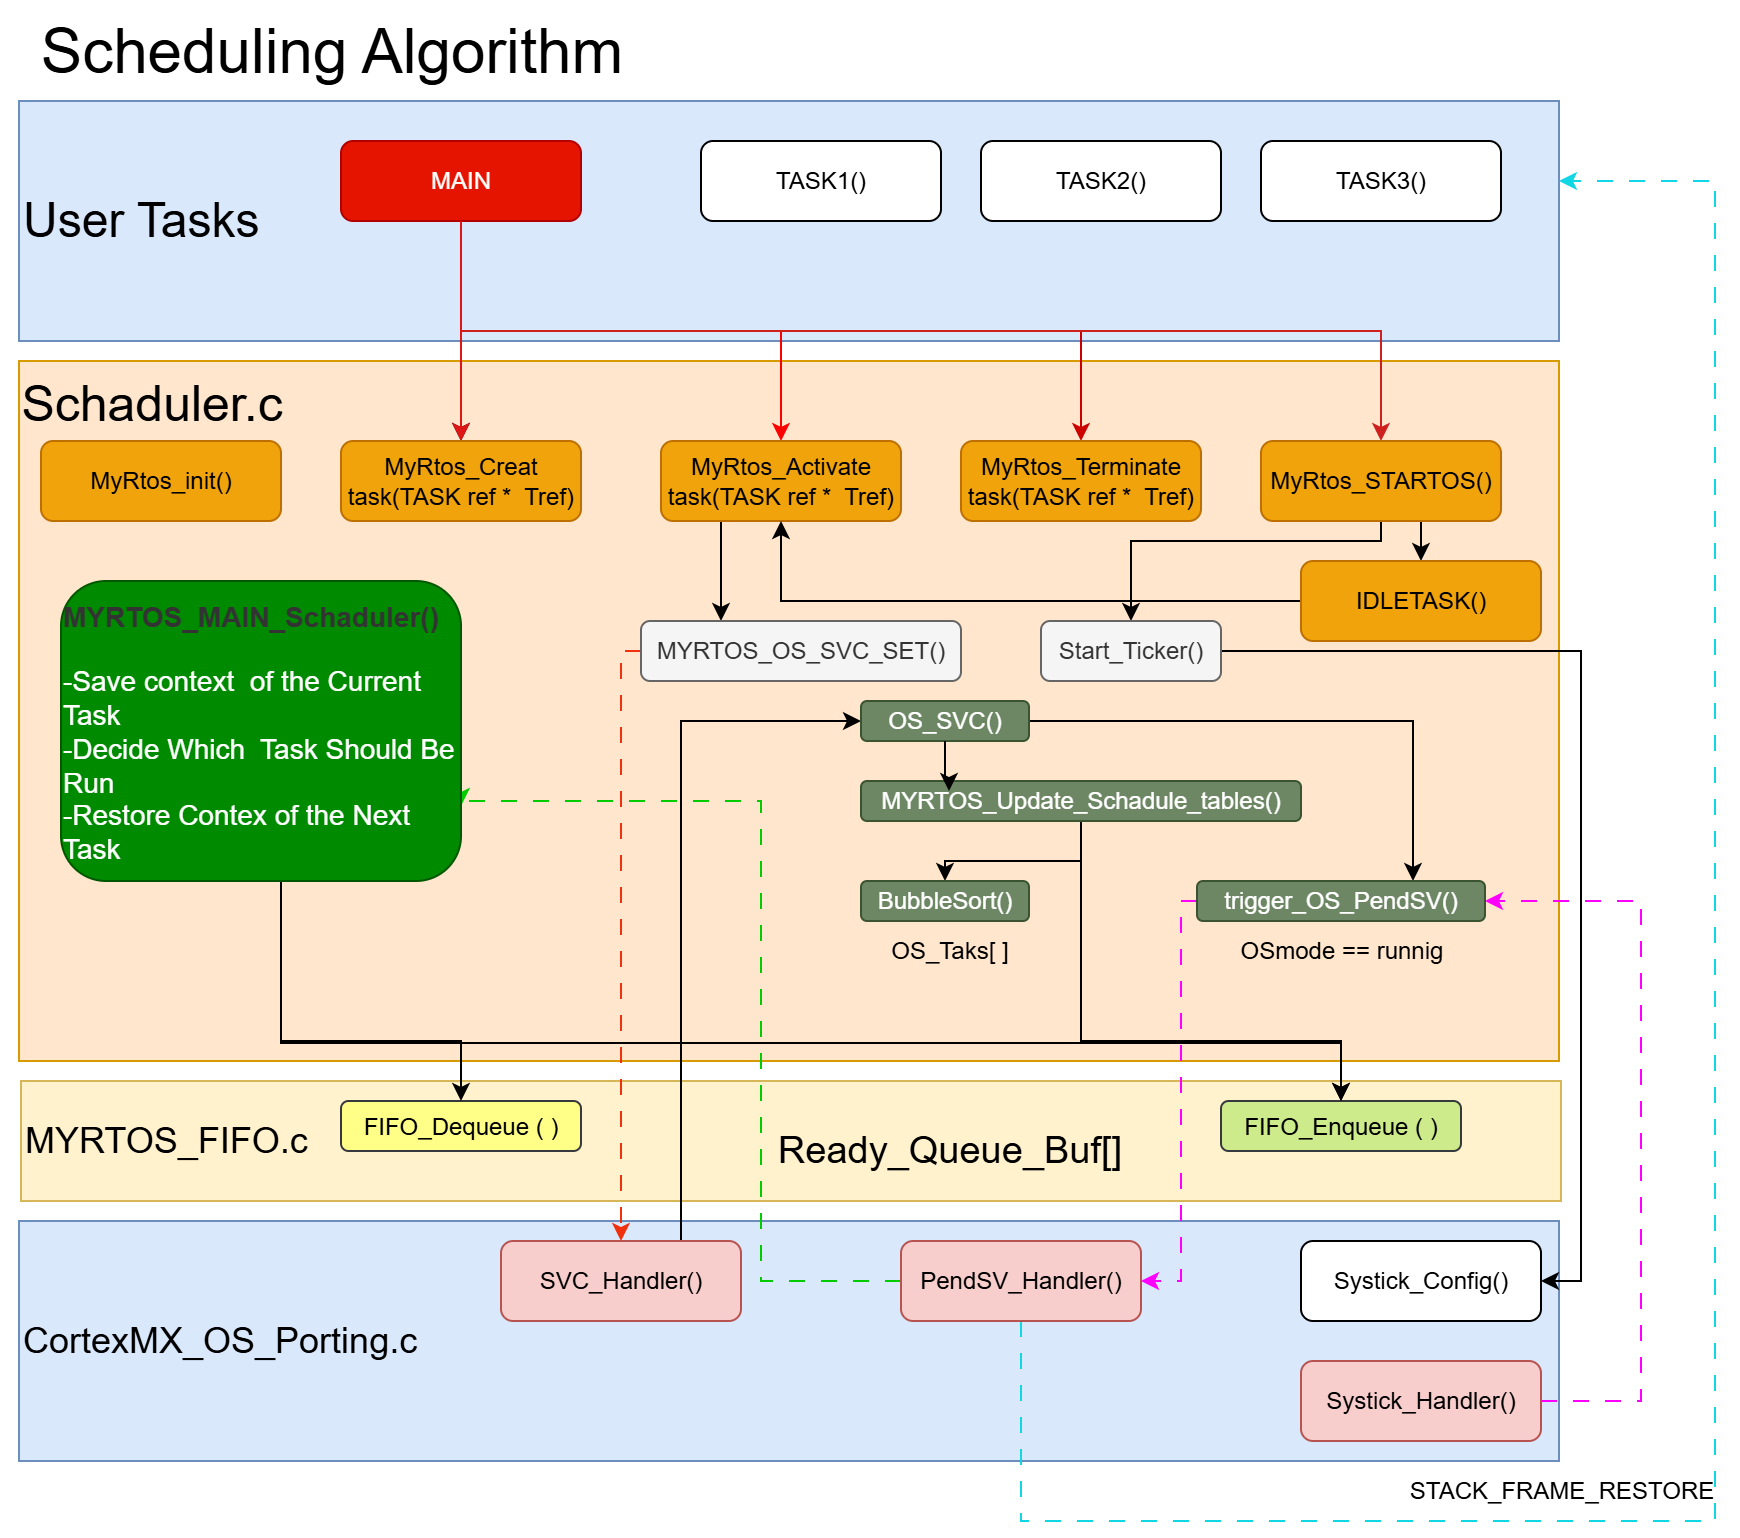 Scheduling Algorithm
MAIN
TASK1()
TASK2()
TASK3()
User Tasks
Schaduler.c
MyRtos_init()
MyRtos_Creat
task(TASK ref *  Tref)
MyRtos_Activate
task(TASK ref *  Tref)
MyRtos_Terminate
task(TASK ref *  Tref)
MyRtos_STARTOS()
IDLETASK()
MYRTOS_MAIN_Schaduler()
-Save context  of the Current
Task
-Decide Which  Task Should Be
Run
-Restore Contex of the Next
Task
MYRTOS_OS_SVC_SET()
Start_Ticker()
OS_SVC()
MYRTOS_Update_Schadule_tables()
BubbleSort()
trigger_OS_PendSV()
OS_Taks[ ]
OSmode == runnig
MYRTOS_FIFO.c
FIFO_Dequeue ( )
Ready_Queue_Buf[]
FIFO_Enqueue ( )
SVC_Handler()
PendSV_Handler()
Systick_Config()
CortexMX_OS_Porting.c
Systick_Handler()
STACK_FRAME_RESTORE